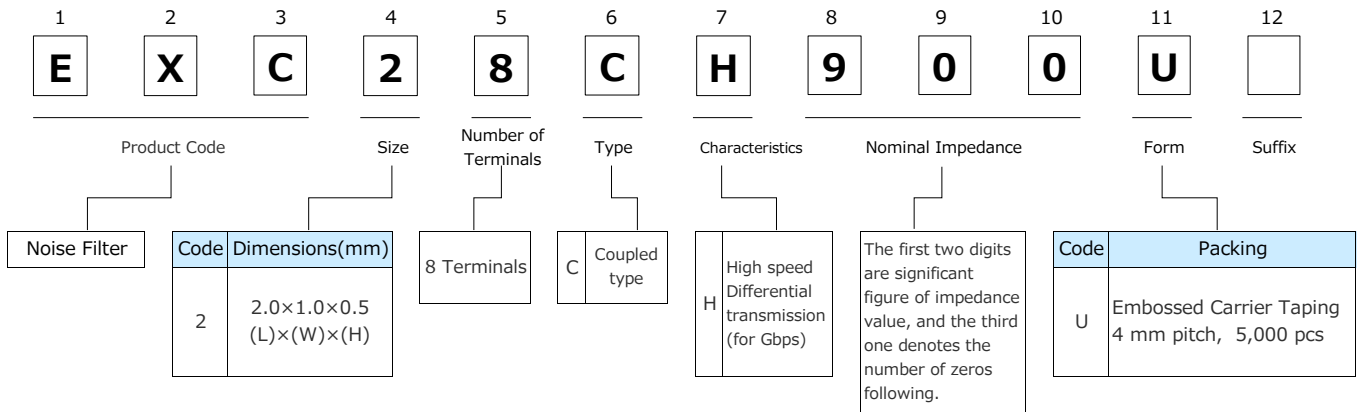 1 2 3 4 5 6 7 8 9 10 11 12
E X C 2 8 C H 9 0 0 U
Product Code
Size
Number of
Terminals
Type
Characteristics
Nominal Impedance
Form
Suffix
Noise Filter
Code Dimensions(mm)
2
2.0×1.0×0.5
(L)×(W)×(H)
8 Terminals
C
Coupled
type
H
High speed
Differential
transmission
(for Gbps)
The first two digits
are significant
figure of impedance
value, and the third
one denotes the
number of zeros
following.
Code Packing
U
Embossed Carrier Taping
4 mm pitch, 5,000 pcs